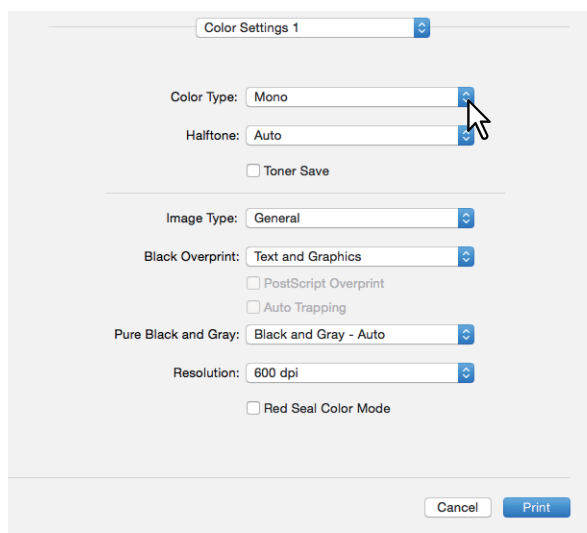 Color Settings 1
Color Type: Mono
Halftone: Auto
Toner Save
Image Type: General
Black Overprint: Text and Graphics
PostScript Overprint
Auto Trapping
Pure Black and Gray: Black and Gray - Auto
Resolution: 600 dpi
Red Seal Color Mode
Cancel Print